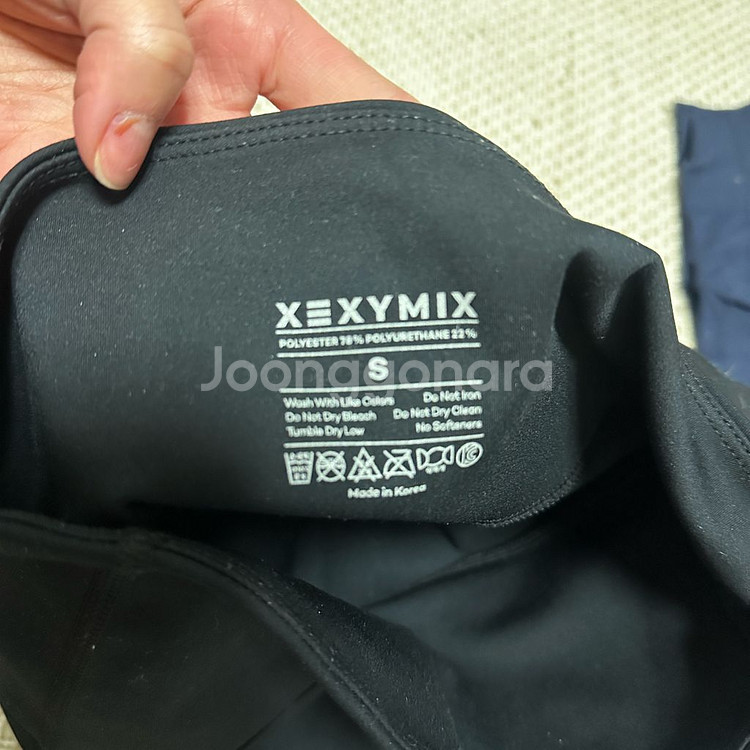 XEXYMIX
POLYESTER 78% POLYURETHANE 22%
S
Joonggonara
Wash With Like Colors Do Not Iron
Do Not Dry Bleach Do Not Dry Clean
Tumble Dry Low No Softeners
Made in Korea